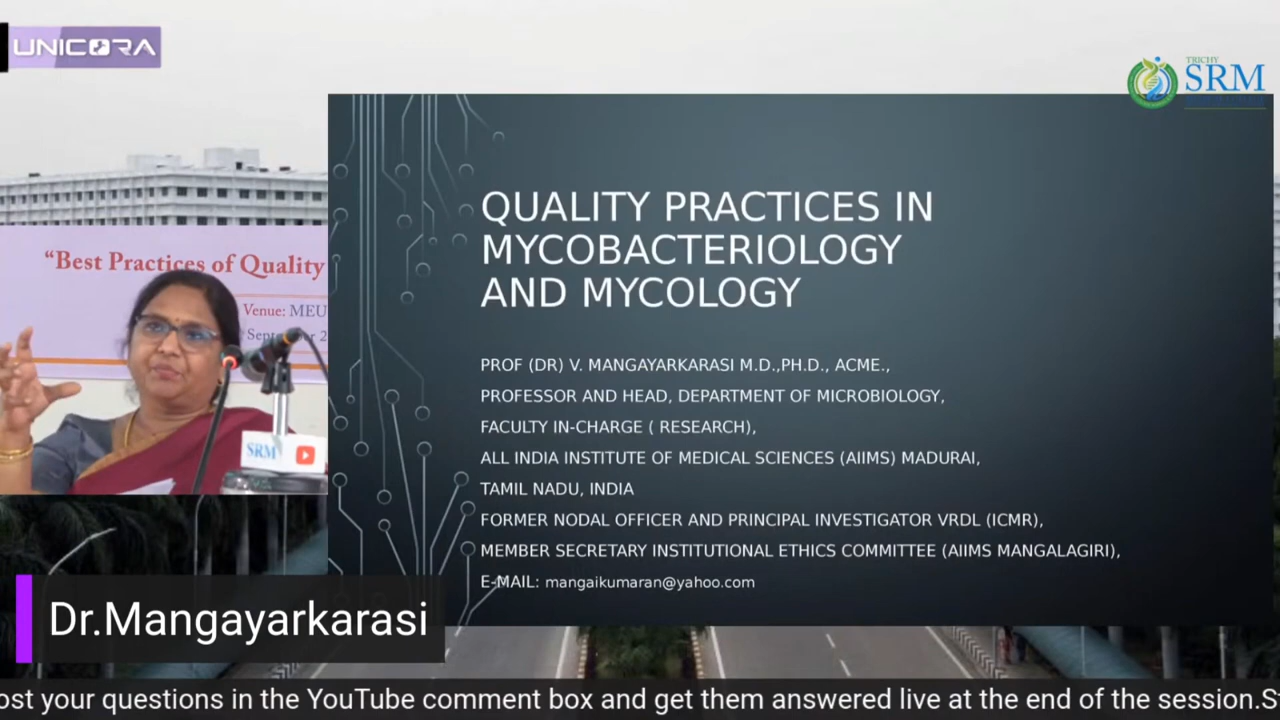 UNICORA
TRICHY
SRM
QUALITY PRACTICES IN
MYCOBACTERIOLOGY
AND MYCOLOGY
PROF (DR) V. MANGAYARKARASI M.D.,PH.D., ACME.,
PROFESSOR AND HEAD, DEPARTMENT OF MICROBIOLOGY,
FACULTY IN-CHARGE ( RESEARCH),
ALL INDIA INSTITUTE OF MEDICAL SCIENCES (AIIMS) MADURAI,
TAMIL NADU, INDIA
FORMER NODAL OFFICER AND PRINCIPAL INVESTIGATOR VRDL (ICMR),
MEMBER SECRETARY INSTITUTIONAL ETHICS COMMITTEE (AIIMS MANGALAGIRI),
E-MAIL: mangaikumaran@yahoo.com
“Best Practices of Quality
Venue: MEU
SRM
Dr.Mangayarkarasi
ost your questions in the YouTube comment box and get them answered live at the end of the session.S